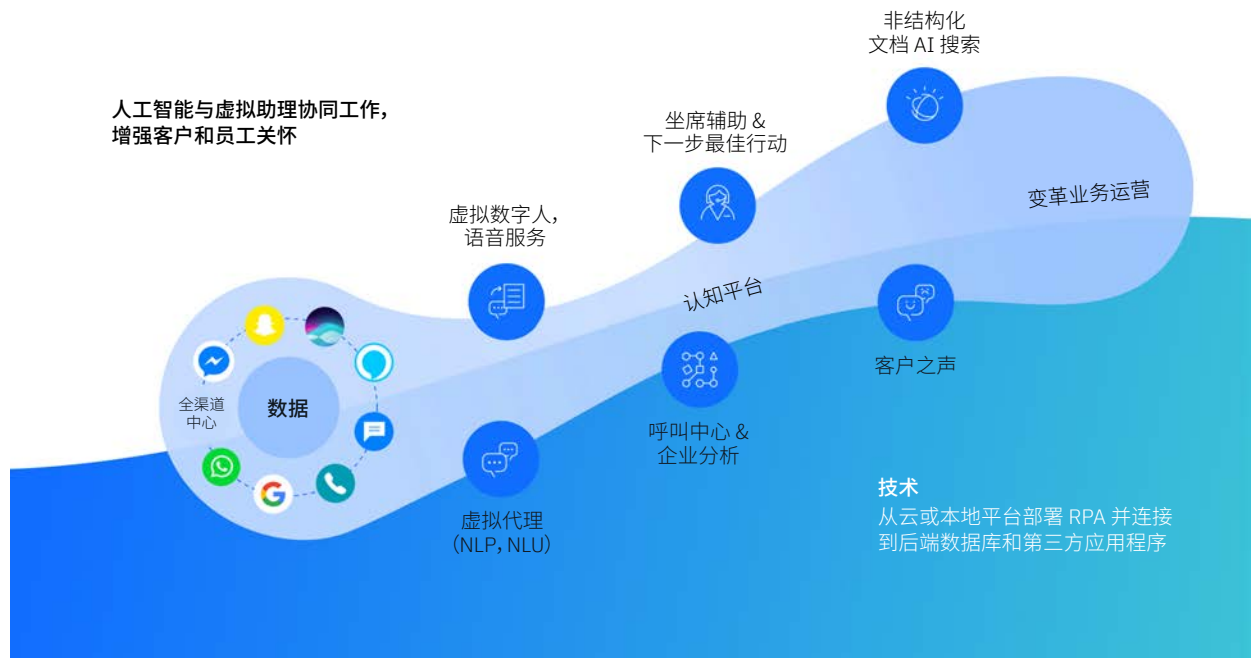 非结构化
文档 AI 搜索
人工智能与虚拟助理协同工作，
增强客户和员工关怀
坐席辅助 &
下一步最佳行动
变革业务运营
虚拟数字人，
语音服务
认知平台
客户之声
全渠道
中心
数据
呼叫中心 &
企业分析
虚拟代理
（NLP，NLU）
技术
从云或本地平台部署 RPA 并连接
到后端数据库和第三方应用程序